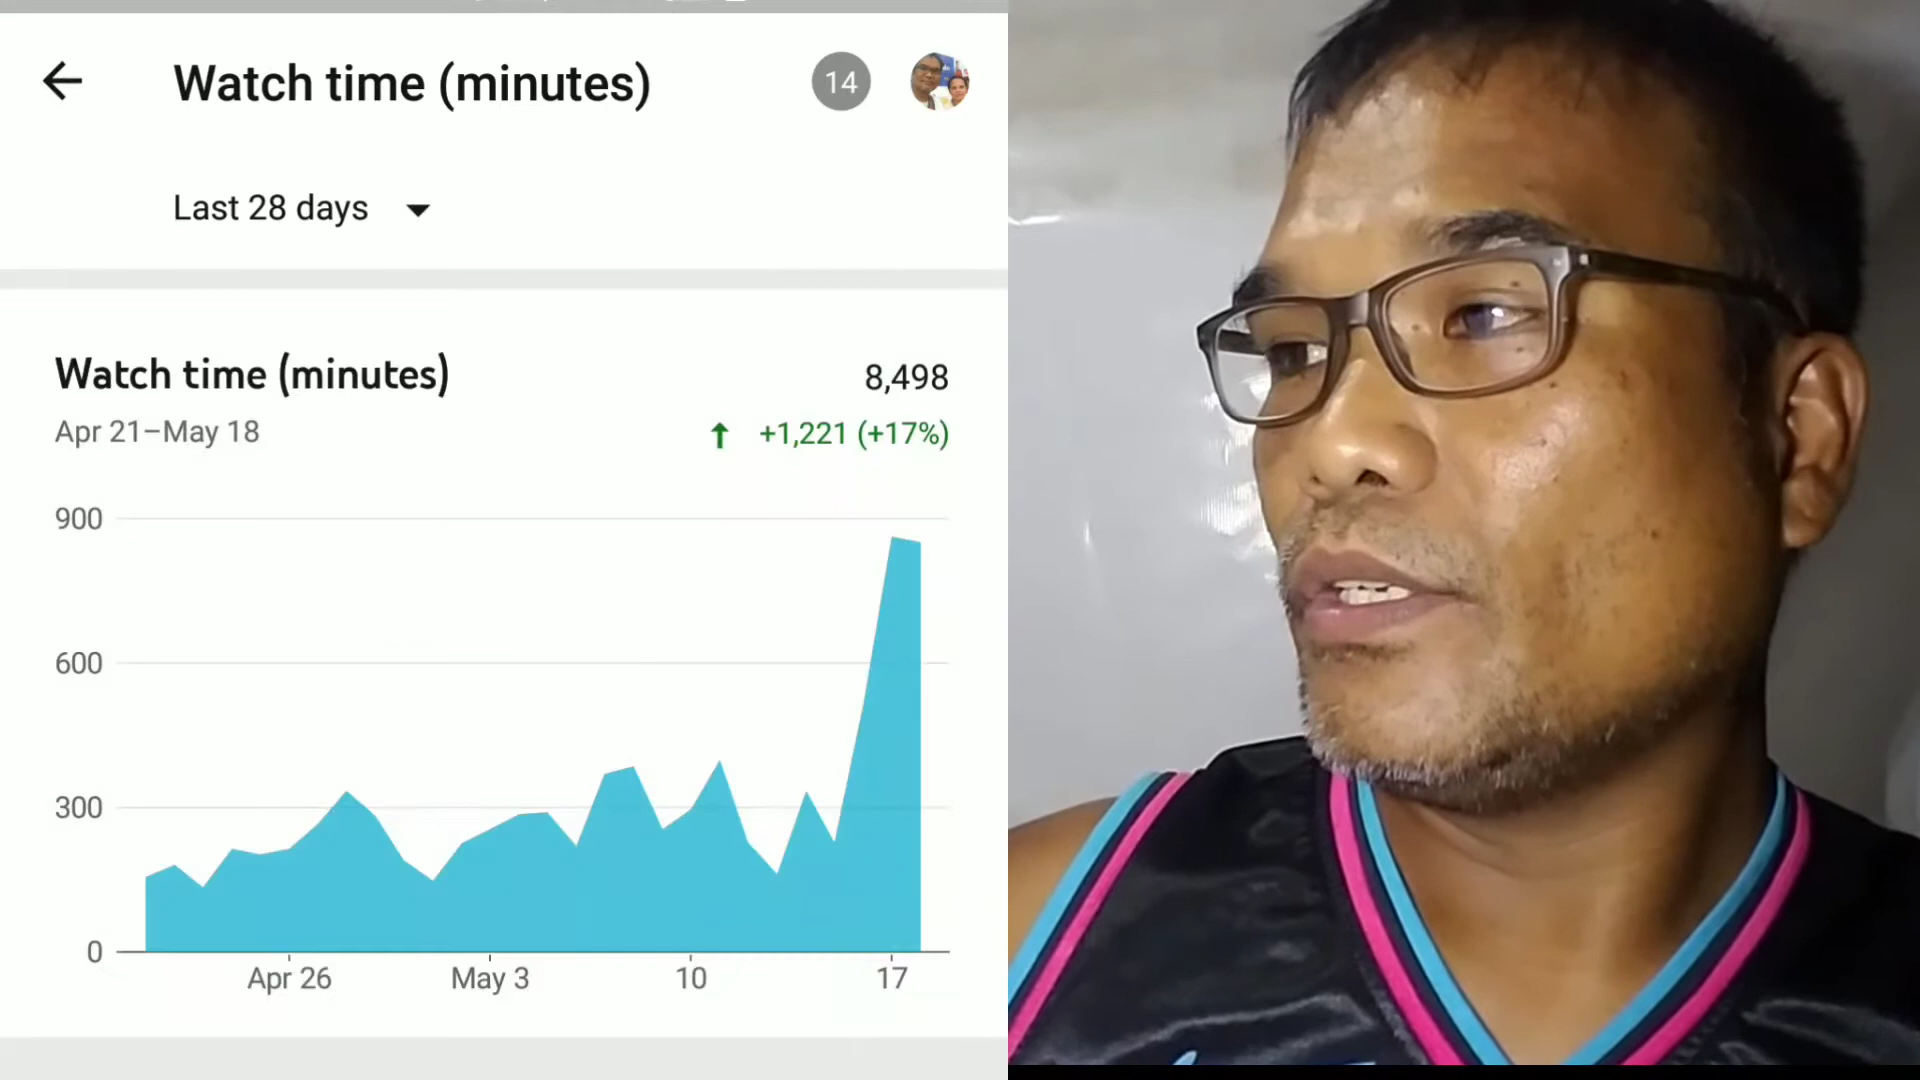 Watch time (minutes)
14
Last 28 days
Watch time (minutes)
8,498
Apr 21–May 18
+1,221 (+17%)
900
600
300
0
Apr 26
May 3
10
17